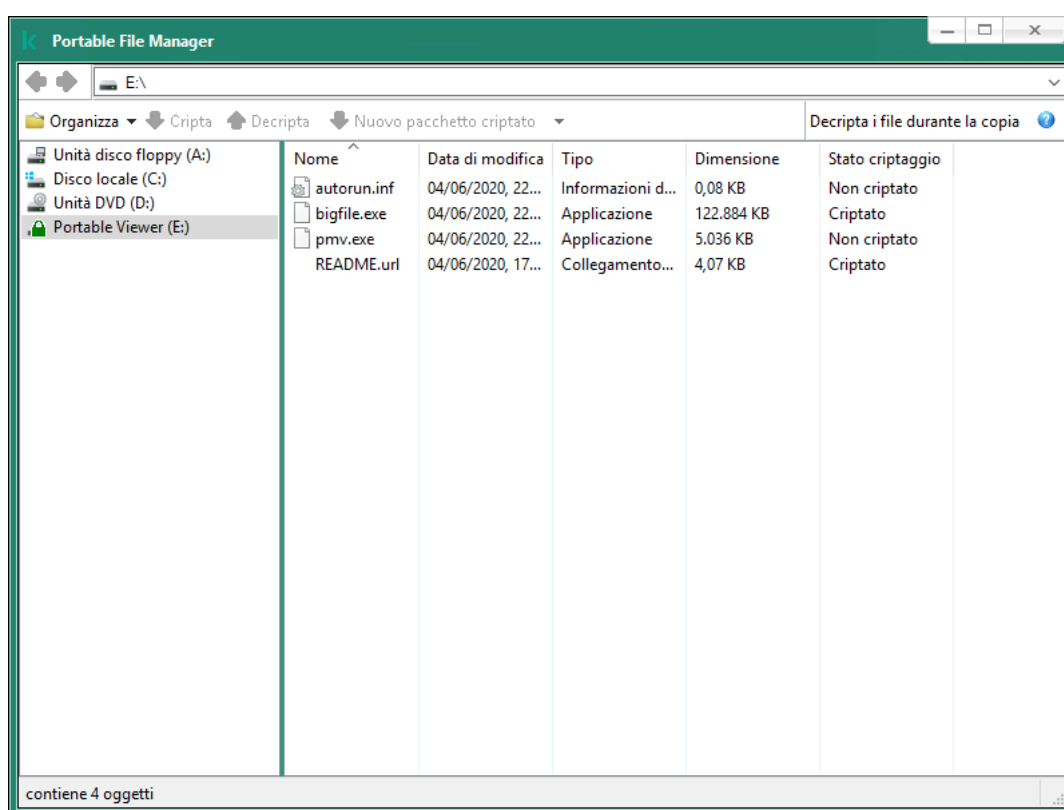 Portable File Manager
E:\
Organizza Cripta Decripta Nuovo pacchetto criptato Decripta i file durante la copia
Unità disco floppy (A:)
Disco locale (C:)
Unità DVD (D:)
Portable Viewer (E:)
Nome Data di modifica Tipo Dimensione Stato criptaggio
autorun.inf 04/06/2020, 22... Informazioni d... 0,08 KB Non criptato
bigfile.exe 04/06/2020, 22... Applicazione 122.884 KB Criptato
pmv.exe 04/06/2020, 22... Applicazione 5.036 KB Non criptato
README.url 04/06/2020, 17... Collegamento... 4,07 KB Criptato
contiene 4 oggetti